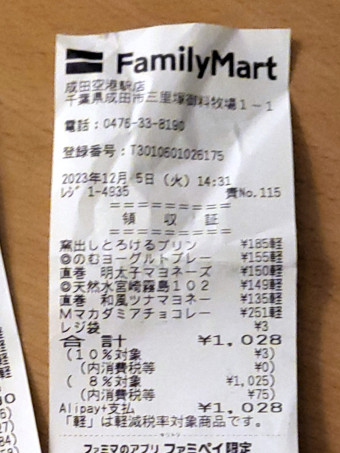 FamilyMart
成田空港駅店
千葉県成田市三里塚御料牧場1-1
電話:0476-33-8190
登録番号:T3010601026175
2023年12月 5日(火) 14:31
レジ 1-4935 責No.115
==========
領 収 証
==========
窯出しとろけるプリン ¥185軽
◎のむヨーグルトプレー ¥155軽
直巻 明太子マヨネーズ ¥150軽
◎天然水宮崎霧島102 ¥149軽
直巻 和風ツナマヨネー ¥135軽
Mマカダミアチョコレー ¥251軽
レジ袋 ¥3
合 計 ¥1,028
(10%対象 ¥3)
(内消費税等 ¥0)
( 8%対象 ¥1,025)
(内消費税等 ¥75)
Alipay+支払 ¥1,028
「軽」は軽減税率対象商品です。
ファミマのアプリ ファミペイ限定